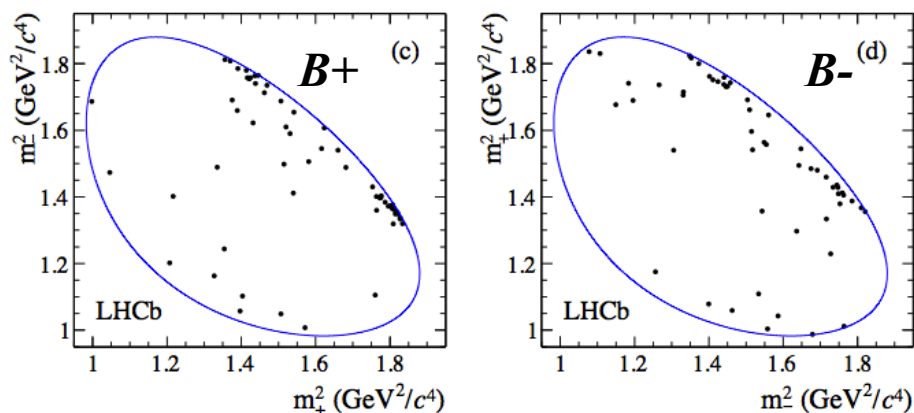 m²₋ (GeV²/c⁴)
1.8
1.6
1.4
1.2
1
B+
(c)
LHCb
1 1.2 1.4 1.6 1.8
m²₊ (GeV²/c⁴)
m²₊ (GeV²/c⁴)
1.8
1.6
1.4
1.2
1
B-
(d)
LHCb
1 1.2 1.4 1.6 1.8
m²₋ (GeV²/c⁴)